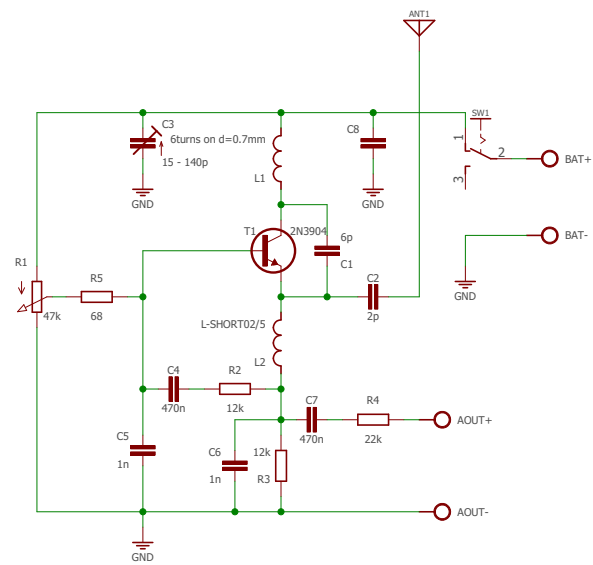 ANT1
C3
6turns on d=0.7mm
15 - 140p
GND
L1
C8
GND
SW1
1
2
3
BAT+
BAT-
GND
T1
2N3904
6p
C1
R1
47k
R5
68
C2
2p
L-SHORT02/5
L2
C4
470n
R2
12k
C7
470n
R4
22k
AOUT+
C5
1n
C6
1n
12k
R3
AOUT-
GND